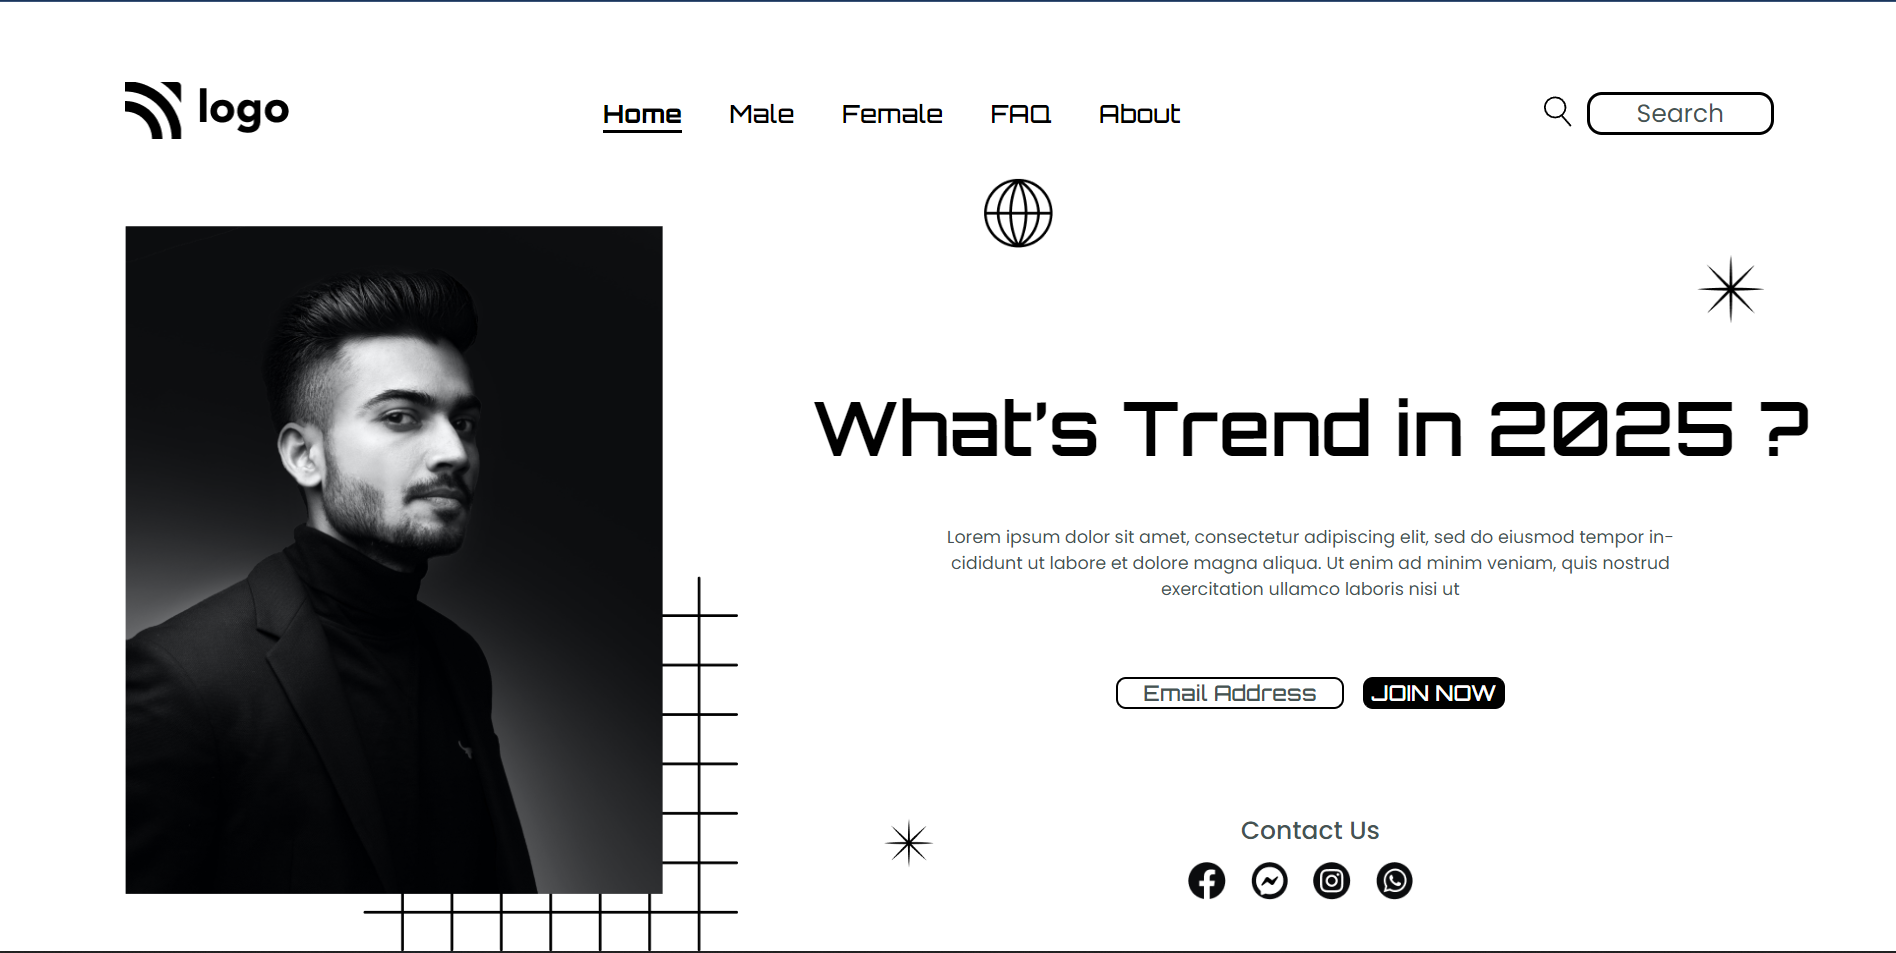 logo
Home Male Female FAQ About
Search
What's Trend in 2025 ?
Lorem ipsum dolor sit amet, consectetur adipiscing elit, sed do eiusmod tempor in-
cididunt ut labore et dolore magna aliqua. Ut enim ad minim veniam, quis nostrud
exercitation ullamco laboris nisi ut
Email Address JOIN NOW
Contact Us